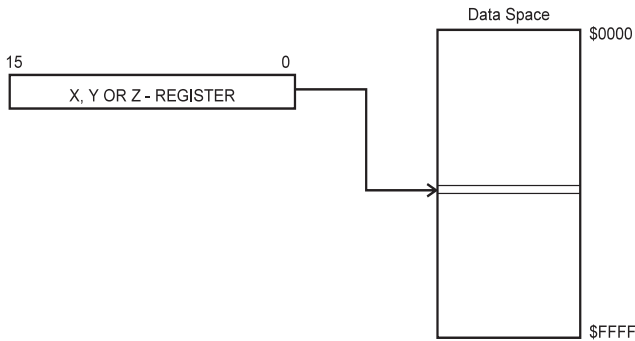 Data Space
$0000
15 0
X, Y OR Z - REGISTER
$FFFF